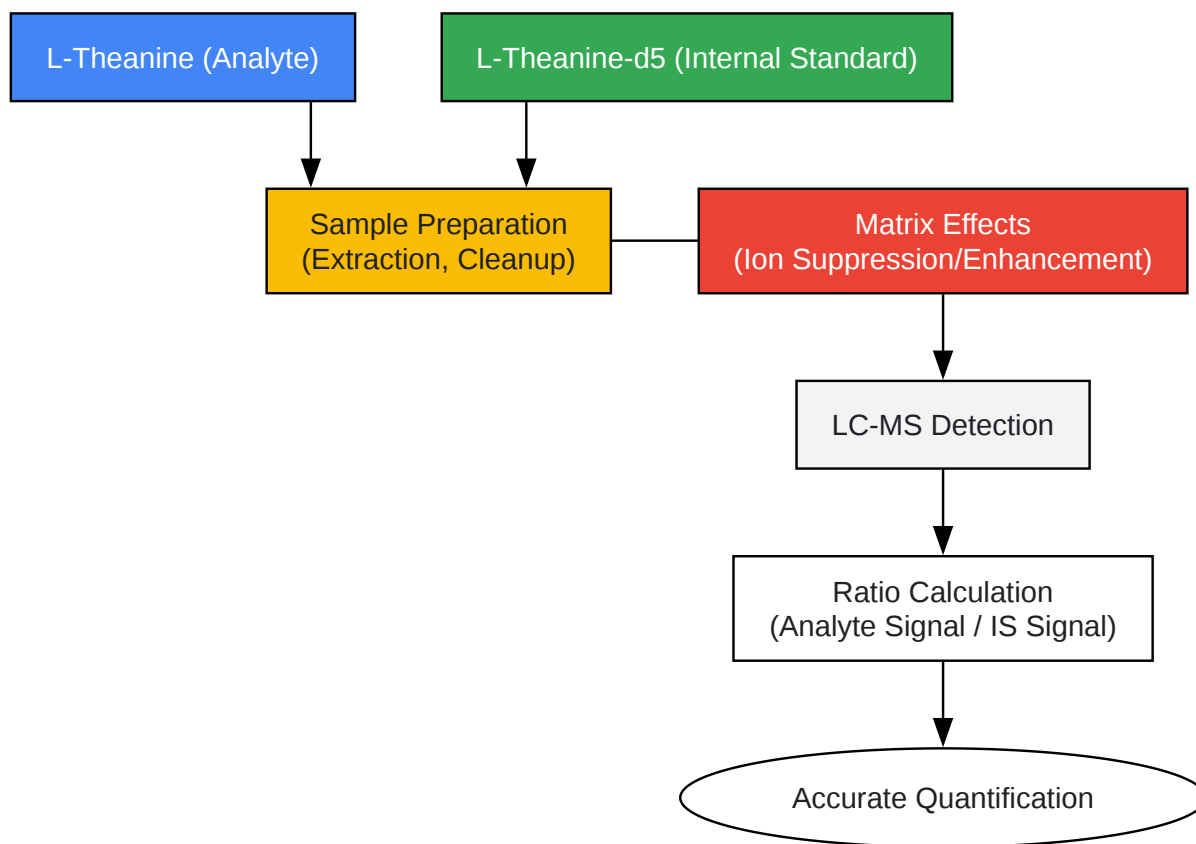 L-Theanine (Analyte)
L-Theanine-d5 (Internal Standard)
Sample Preparation
(Extraction, Cleanup)
Matrix Effects
(Ion Suppression/Enhancement)
LC-MS Detection
Ratio Calculation
(Analyte Signal / IS Signal)
Accurate Quantification